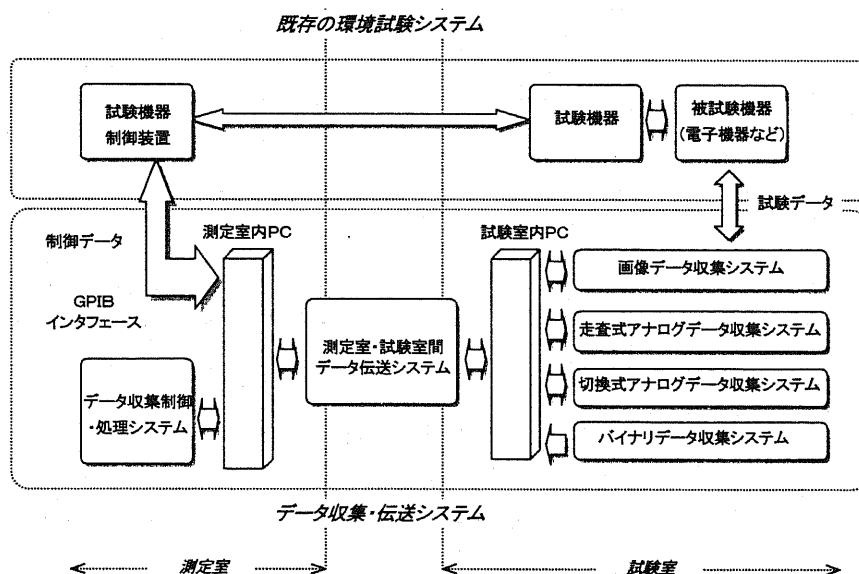 既存の環境試験システム
試験機器
制御装置
試験機器
被試験機器
(電子機器など)
試験データ
制御データ
測定室内PC
試験室内PC
画像データ収集システム
GPIB
インタフェース
測定室・試験室間
データ伝送システム
走査式アナログデータ収集システム
データ収集制御
・処理システム
切換式アナログデータ収集システム
バイナリデータ収集システム
データ収集・伝送システム
測定室
試験室